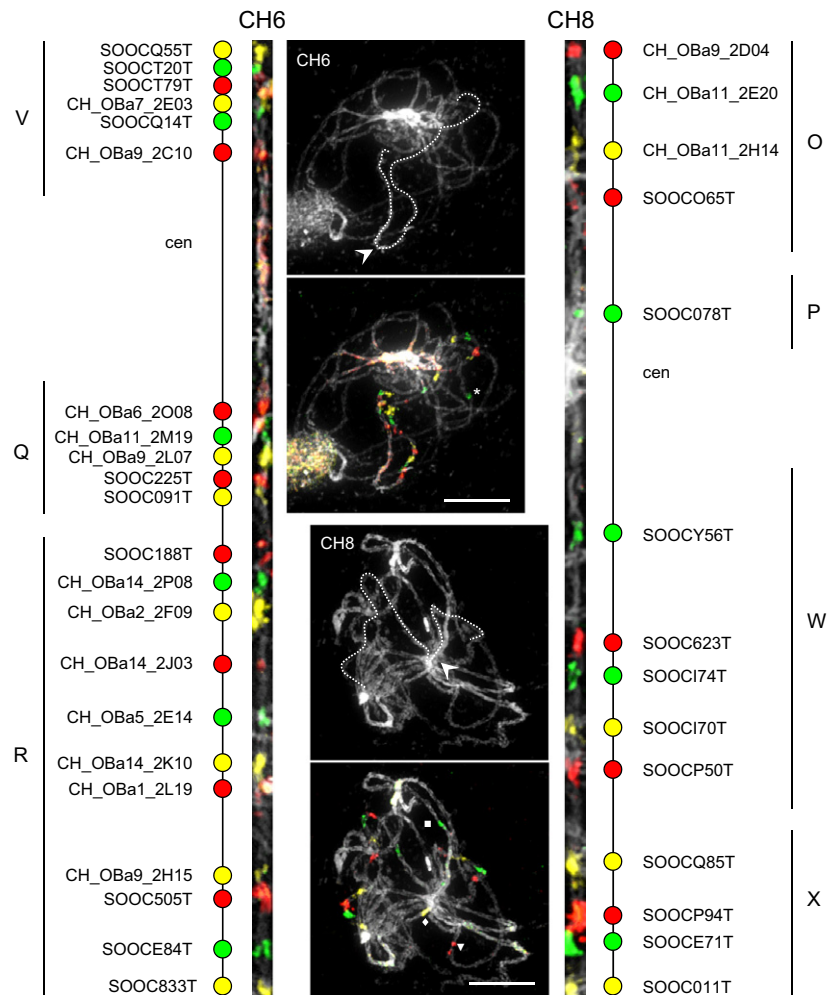 CH6
CH8
V
SOOCQ55T
SOOCT20T
SOOCT79T
CH_OBa7_2E03
SOOCQ14T
CH_OBa9_2C10
cen
Q
CH_OBa6_2O08
CH_OBa11_2M19
CH_OBa9_2L07
SOOC225T
SOOC091T
R
SOOC188T
CH_OBa14_2P08
CH_OBa2_2F09
CH_OBa14_2J03
CH_OBa5_2E14
CH_OBa14_2K10
CH_OBa1_2L19
CH_OBa9_2H15
SOOC505T
SOOCE84T
SOOC833T
CH6
*
CH8
CH_OBa9_2D04
CH_OBa11_2E20
CH_OBa11_2H14
SOOCO65T
O
SOOC078T
P
cen
SOOCY56T
SOOC623T
SOOCI74T
SOOCI70T
SOOCP50T
W
SOOCQ85T
SOOCP94T
SOOCE71T
SOOC011T
X